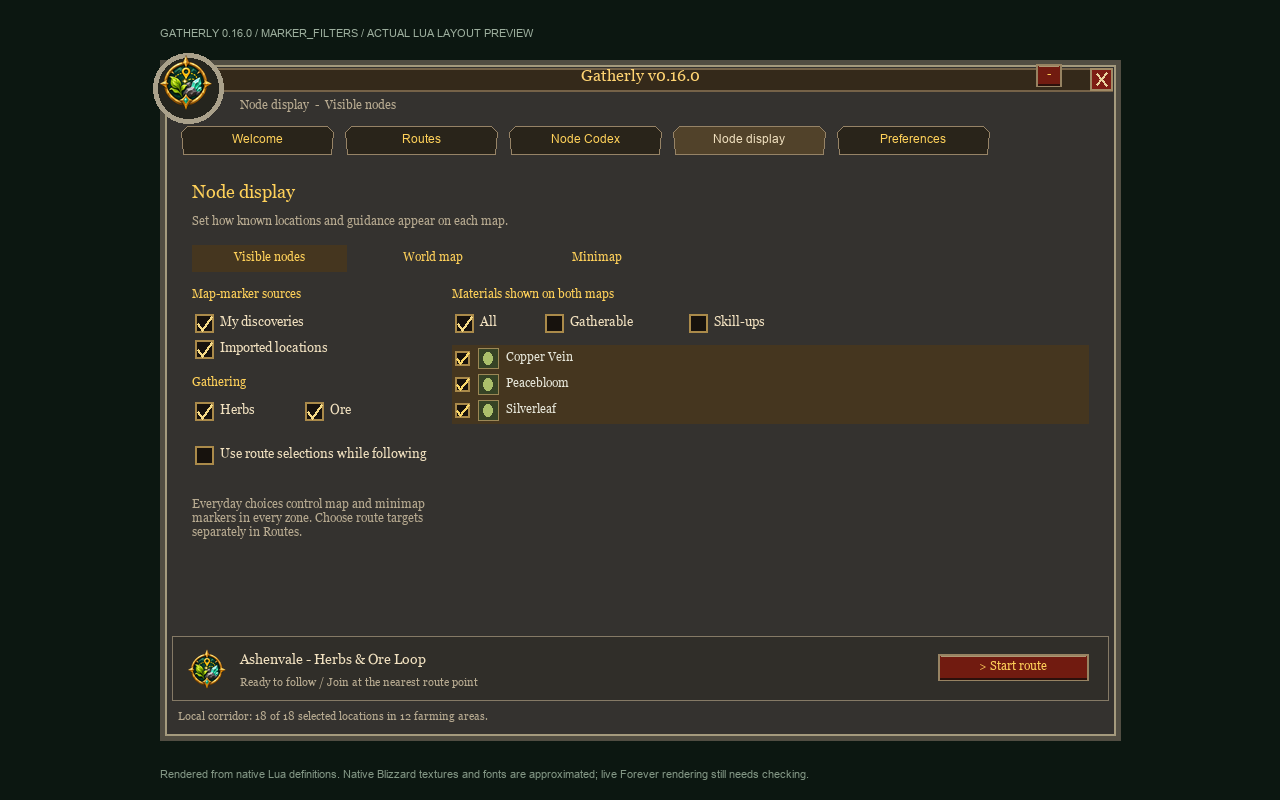 GATHERLY 0.16.0 / MARKER_FILTERS / ACTUAL LUA LAYOUT PREVIEW
Gatherly v0.16.0
-
X
Node display - Visible nodes
Welcome
Routes
Node Codex
Node display
Preferences
Node display
Set how known locations and guidance appear on each map.
Visible nodes
World map
Minimap
Map-marker sources
My discoveries
Imported locations
Gathering
Herbs
Ore
Use route selections while following
Everyday choices control map and minimap
markers in every zone. Choose route targets
separately in Routes.
Materials shown on both maps
All
Gatherable
Skill-ups
Copper Vein
Peacebloom
Silverleaf
Ashenvale - Herbs & Ore Loop
Ready to follow / Join at the nearest route point
> Start route
Local corridor: 18 of 18 selected locations in 12 farming areas.
Rendered from native Lua definitions. Native Blizzard textures and fonts are approximated; live Forever rendering still needs checking.